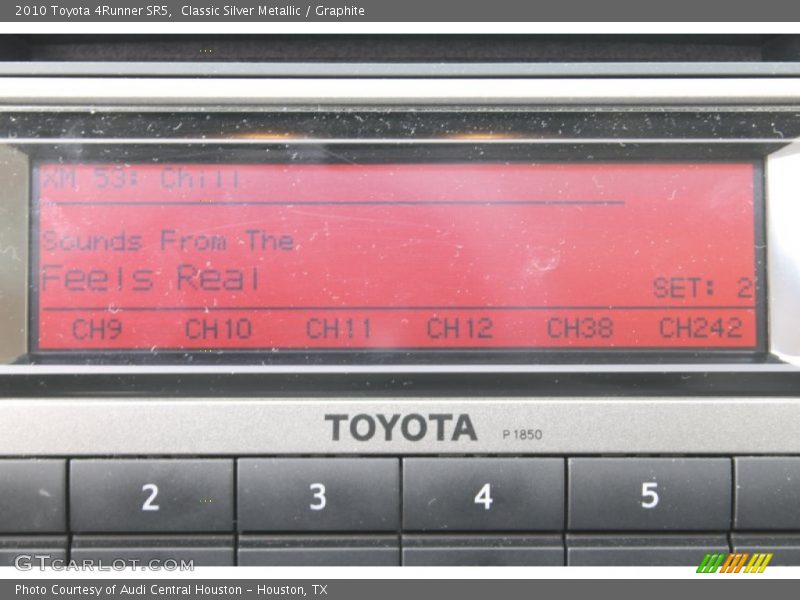 2010 Toyota 4Runner SR5,  Classic Silver Metallic / Graphite
XM 53: Chill
Sounds From The
Feels Real
SET: 2
CH9 CH10 CH11 CH12 CH38 CH242
TOYOTA P1850
2 3 4 5
GTCARLOT.COM
Photo Courtesy of Audi Central Houston - Houston, TX